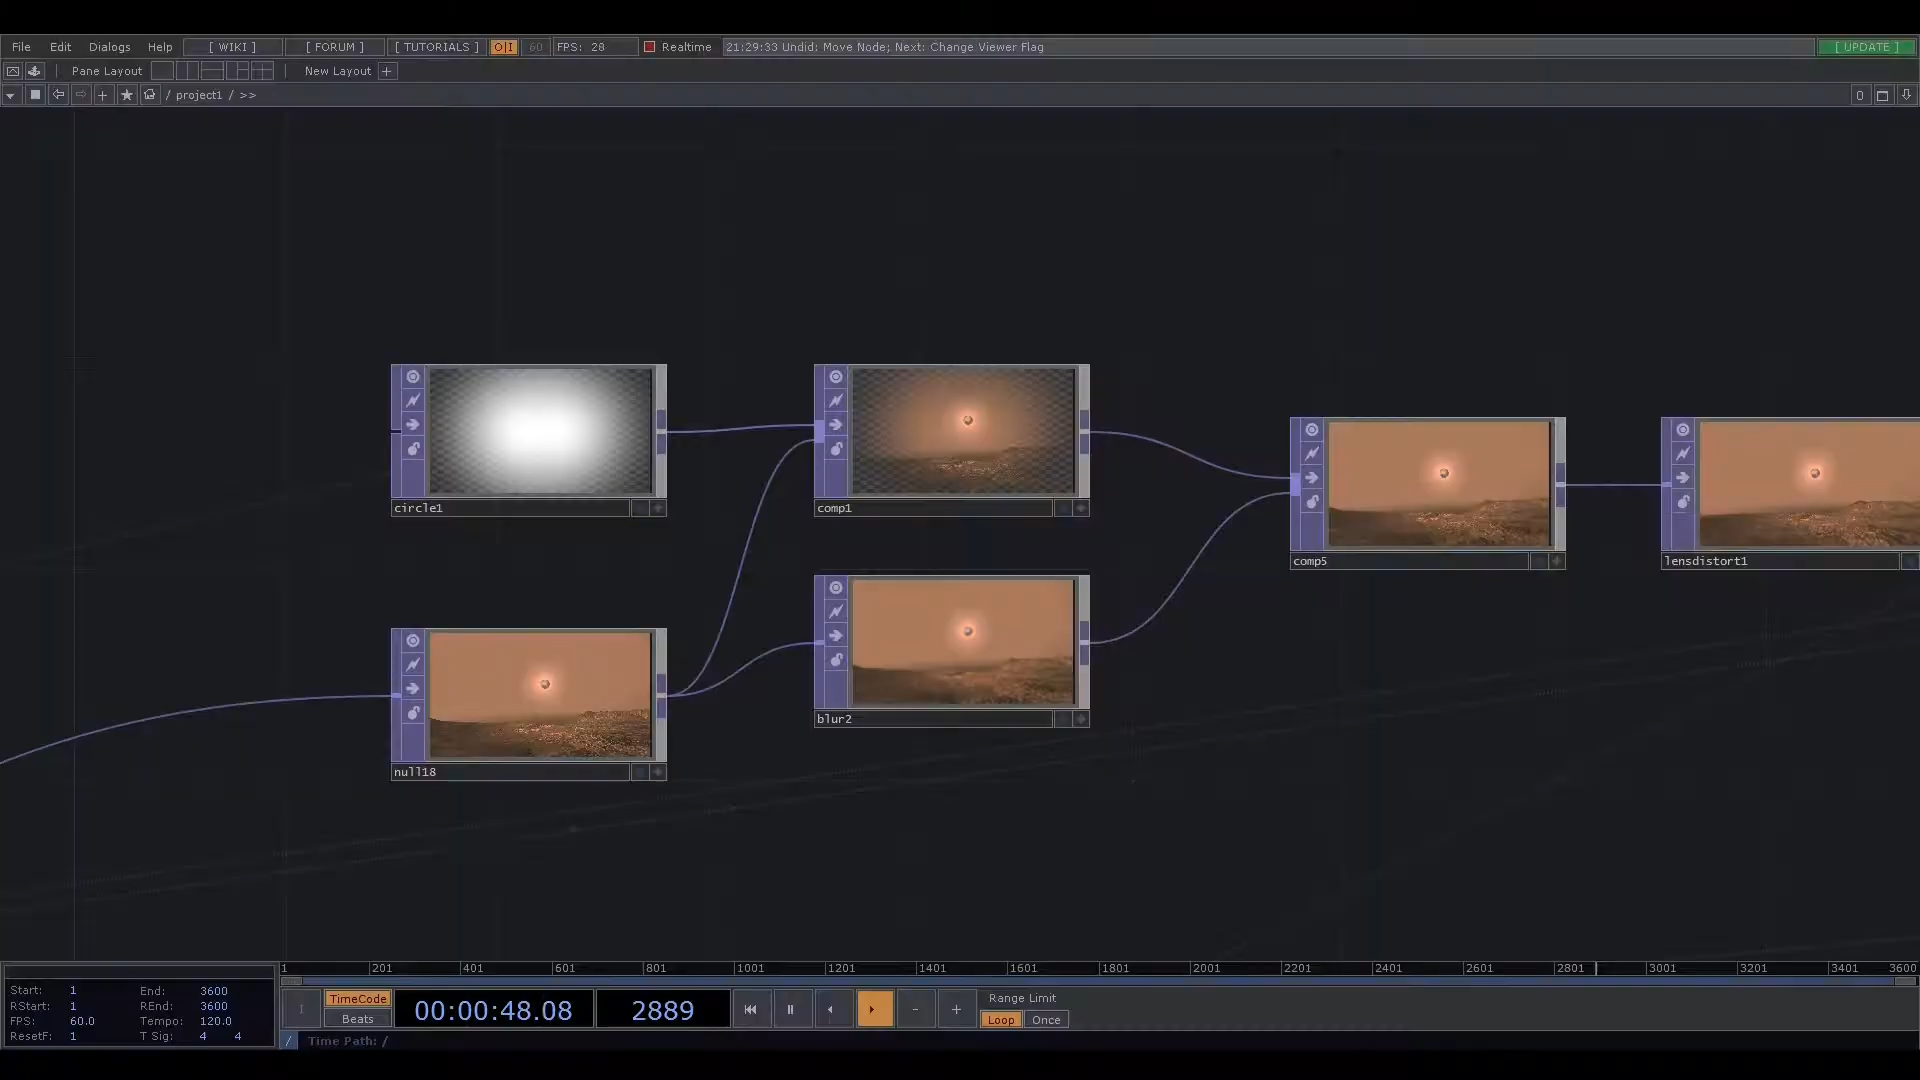 File Edit Dialogs Help [ WIKI ] [ FORUM ] [ TUTORIALS ] O|I 60 FPS: 28 Realtime 21:29:33 Undid: Move Node; Next: Change Viewer Flag [ UPDATE ]
Pane Layout New Layout +
+ / project1 / >> 0
circle1
comp1
comp5
lensdistort1
blur2
null18
1 201 401 601 801 1001 1201 1401 1601 1801 2001 2201 2401 2601 2801 3001 3201 3401 3600
Start: 1 End: 3600
RStart: 1 REnd: 3600
FPS: 60.0 Tempo: 120.0
ResetF: 1 T Sig: 4 4
TimeCode
Beats
00:00:48.08
2889
- +
Range Limit
Loop Once
/ Time Path: /